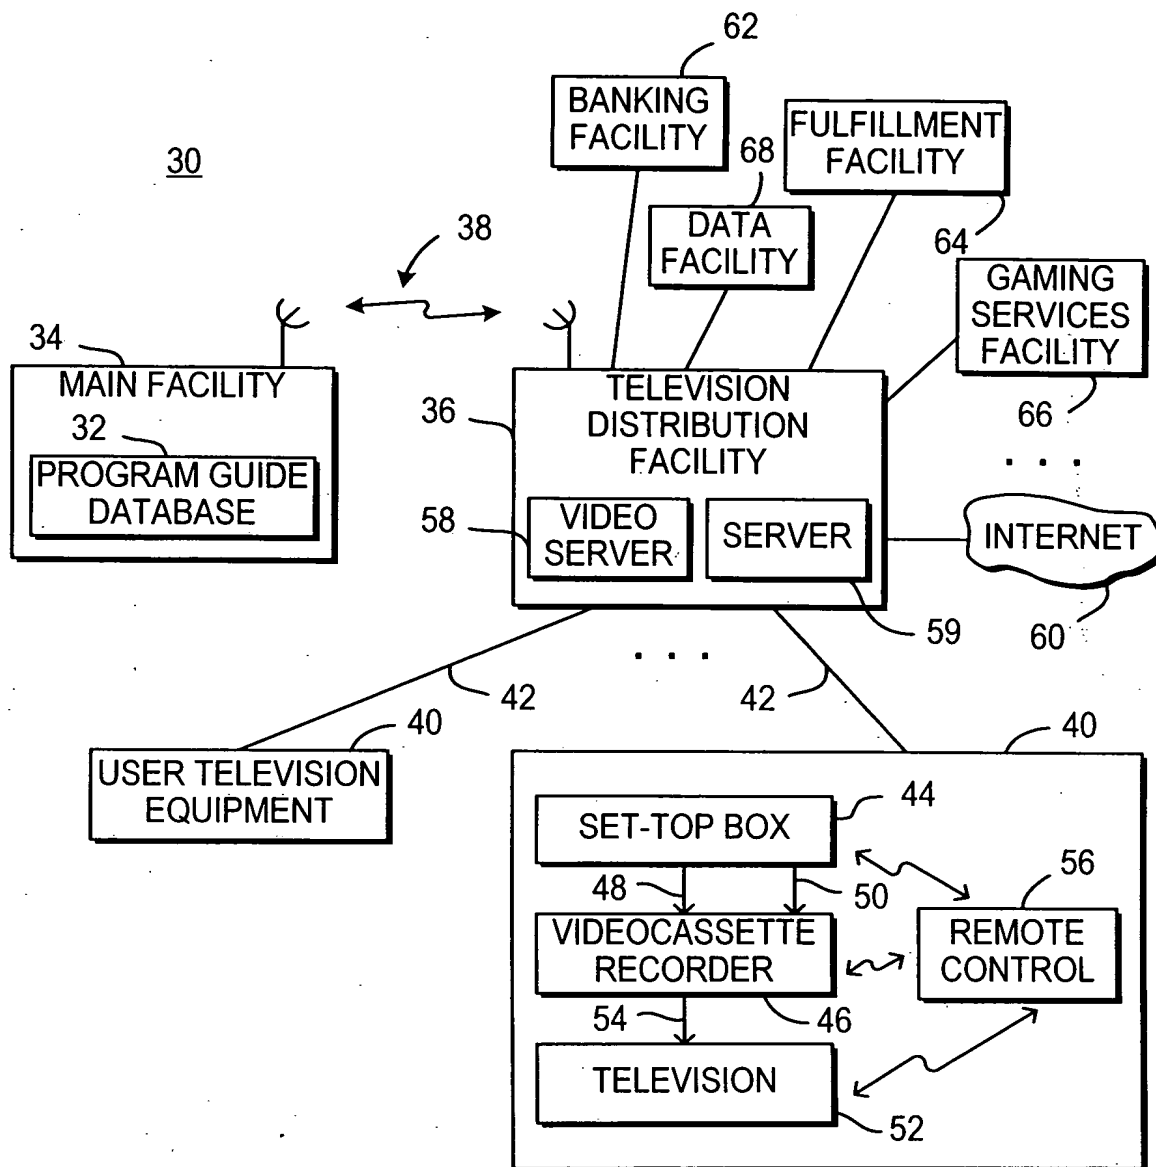 62
BANKING
FACILITY
FULFILLMENT
FACILITY
30
68
38
DATA
FACILITY
64
GAMING
SERVICES
FACILITY
34
MAIN FACILITY
TELEVISION
DISTRIBUTION
FACILITY
36
66
. . .
32
PROGRAM GUIDE
DATABASE
58
VIDEO
SERVER
SERVER
INTERNET
59
60
. . .
42
42
40
40
USER TELEVISION
EQUIPMENT
44
SET-TOP BOX
48
50
56
VIDEOCASSETTE
RECORDER
REMOTE
CONTROL
54
46
TELEVISION
52